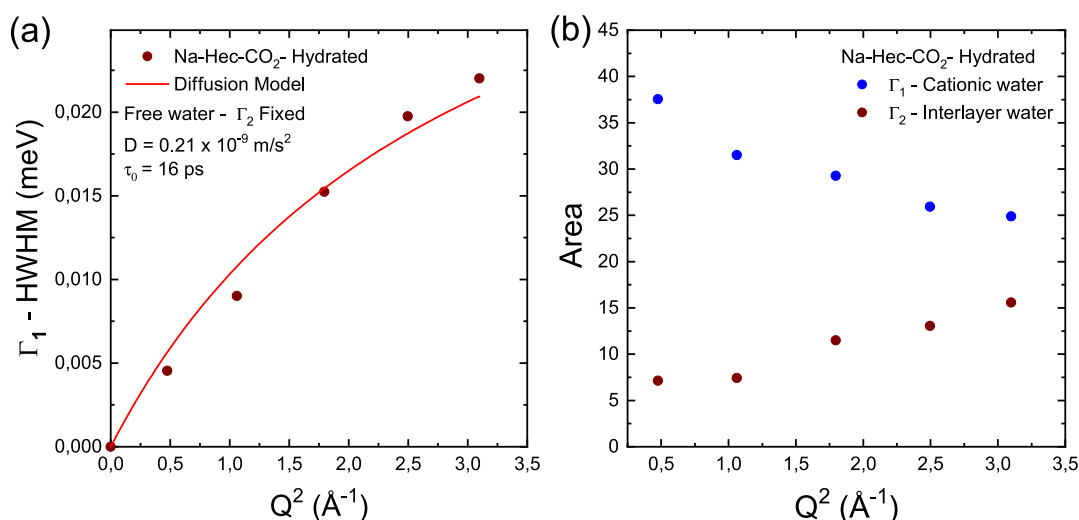 (a)
Na-Hec-CO₂- Hydrated
Diffusion Model
Free water - Γ₂ Fixed
D = 0.21 x 10⁻⁹ m/s²
τ₀ = 16 ps
Γ₁ - HWHM (meV)
0,020
0,015
0,010
0,005
0,000
0,0 0,5 1,0 1,5 2,0 2,5 3,0 3,5
Q² (Å⁻¹)
(b)
Na-Hec-CO₂- Hydrated
Γ₁ - Cationic water
Γ₂ - Interlayer water
Area
45
40
35
30
25
20
15
10
5
0
0,5 1,0 1,5 2,0 2,5 3,0 3,5
Q² (Å⁻¹)